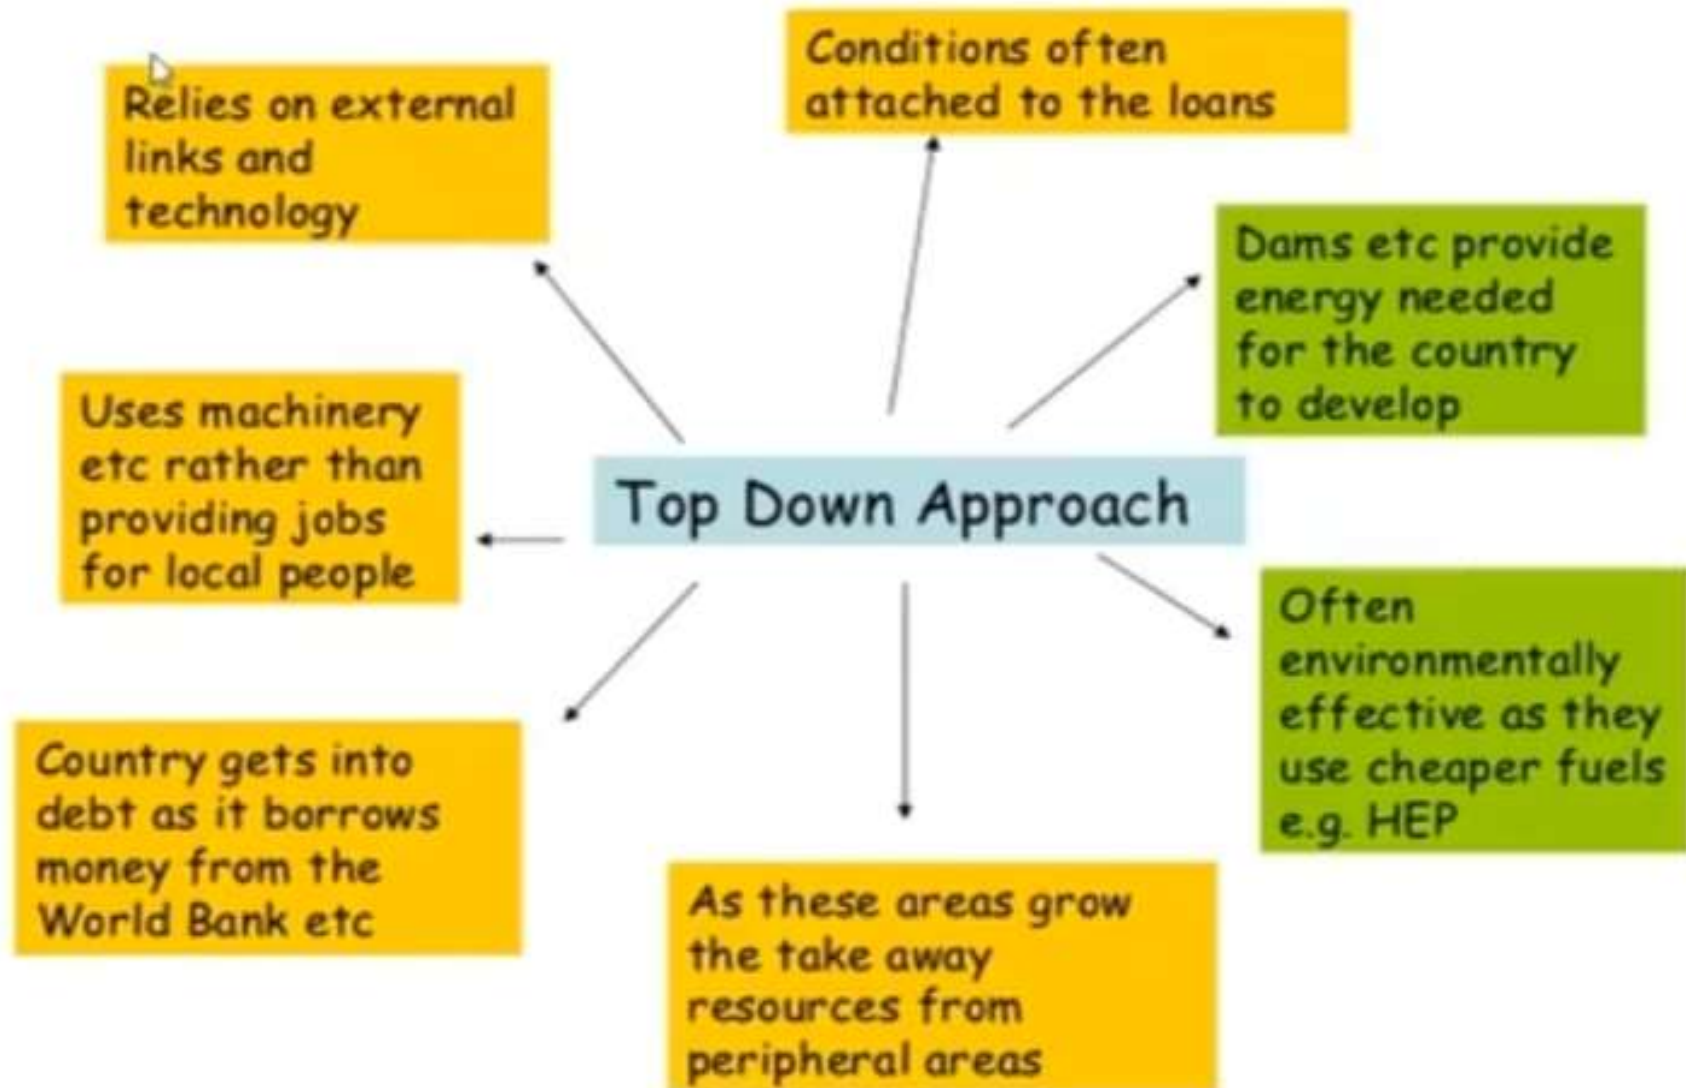 Conditions often
attached to the loans
Relies on external
links and
technology
Dams etc provide
energy needed
for the country
to develop
Uses machinery
etc rather than
providing jobs
for local people
Top Down Approach
Often
environmentally
effective as they
use cheaper fuels
e.g. HEP
Country gets into
debt as it borrows
money from the
World Bank etc
As these areas grow
the take away
resources from
peripheral areas